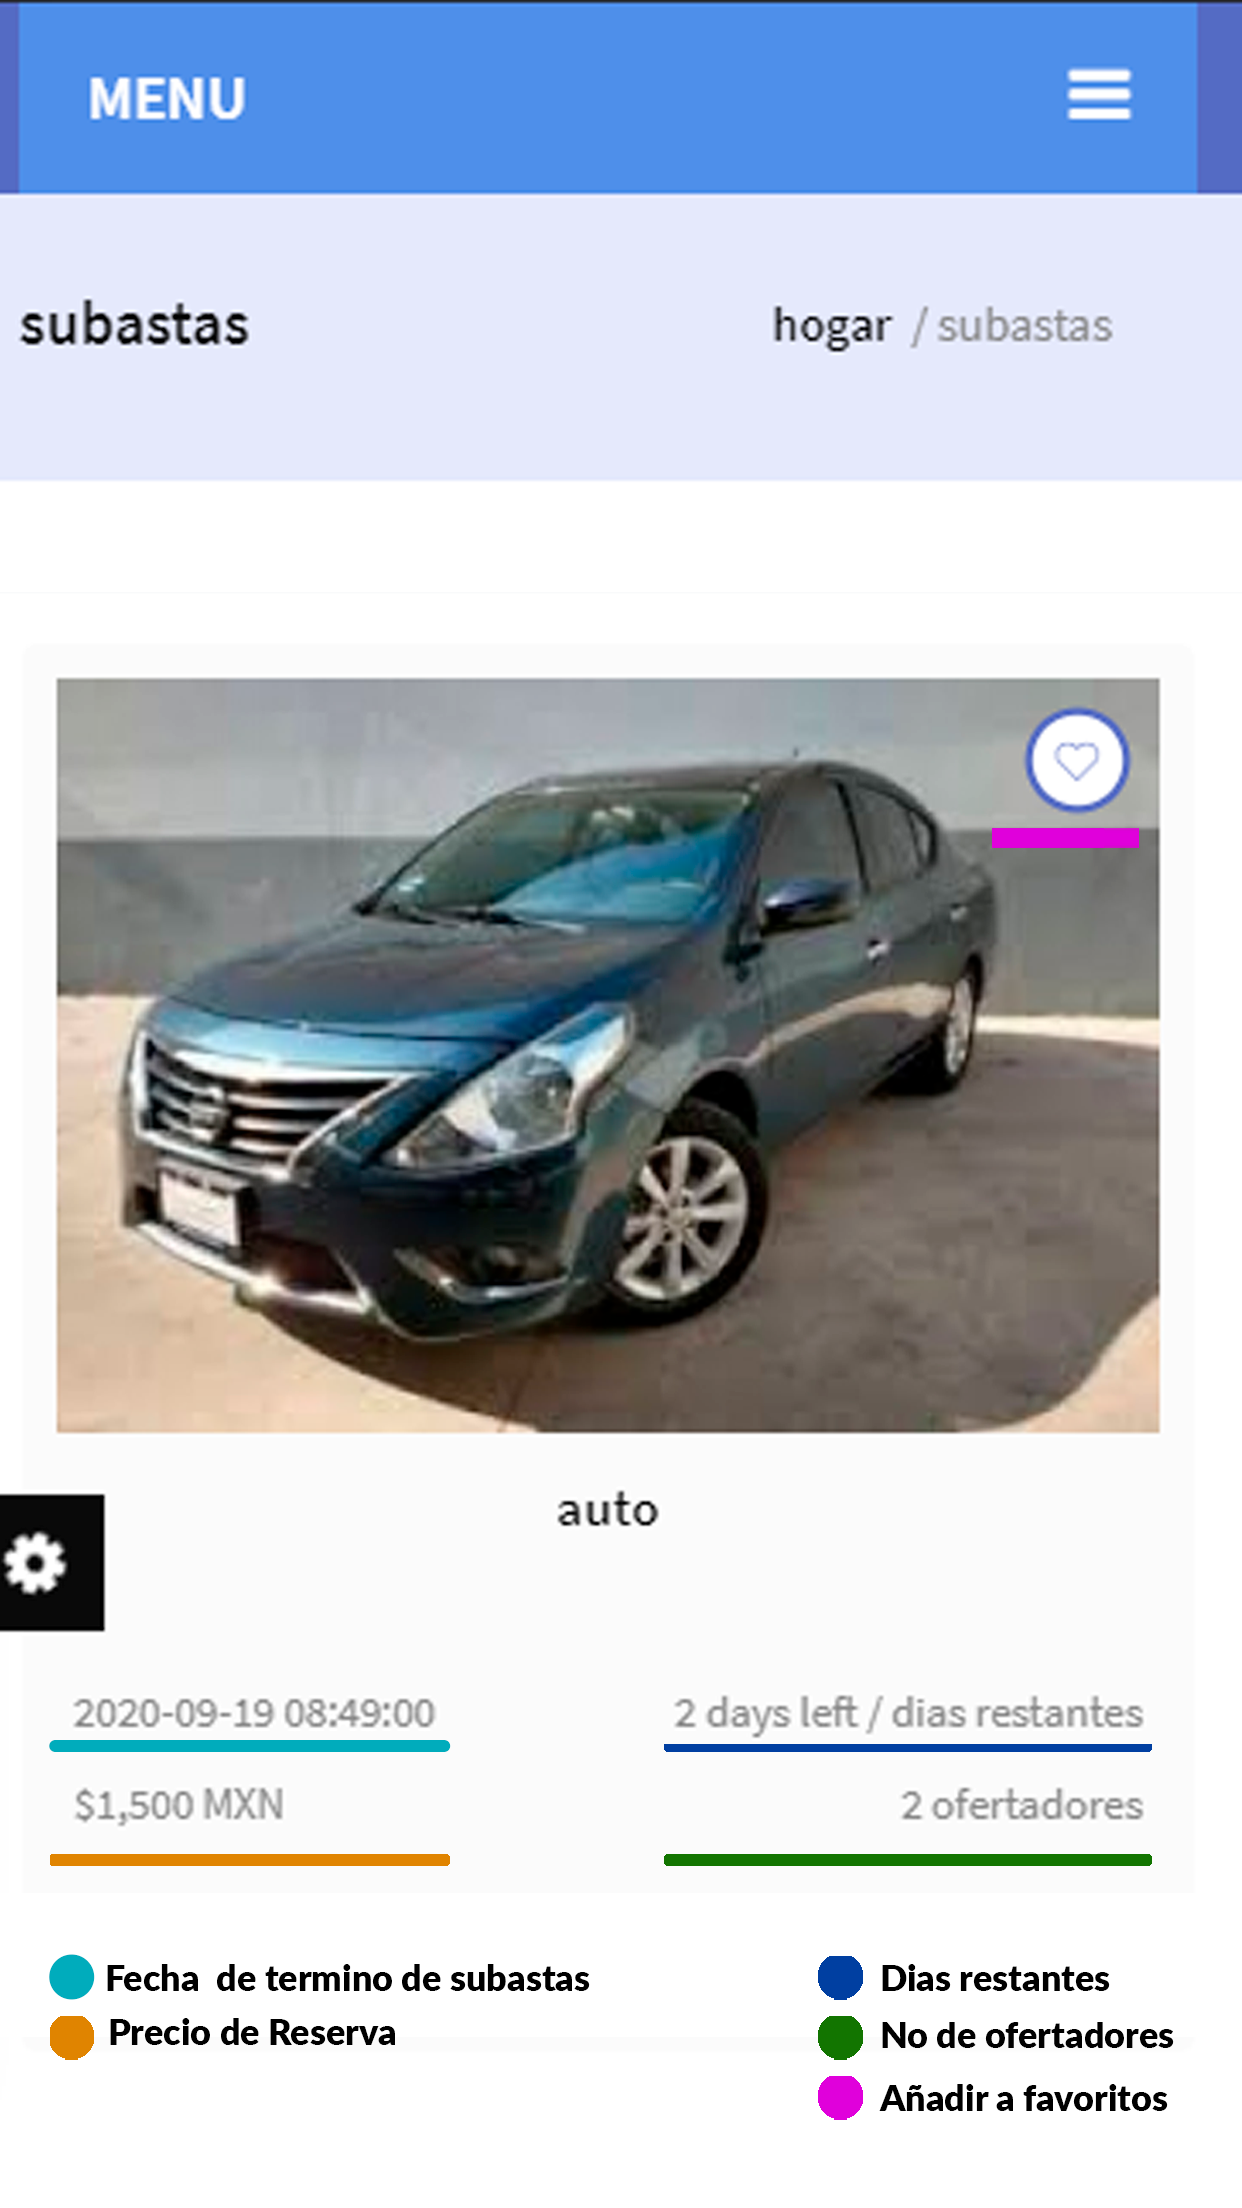 MENU
subastas
hogar / subastas
auto
2020-09-19 08:49:00
2 days left / dias restantes
$1,500 MXN
2 ofertadores
Fecha de termino de subastas
Dias restantes
Precio de Reserva
No de ofertadores
Añadir a favoritos